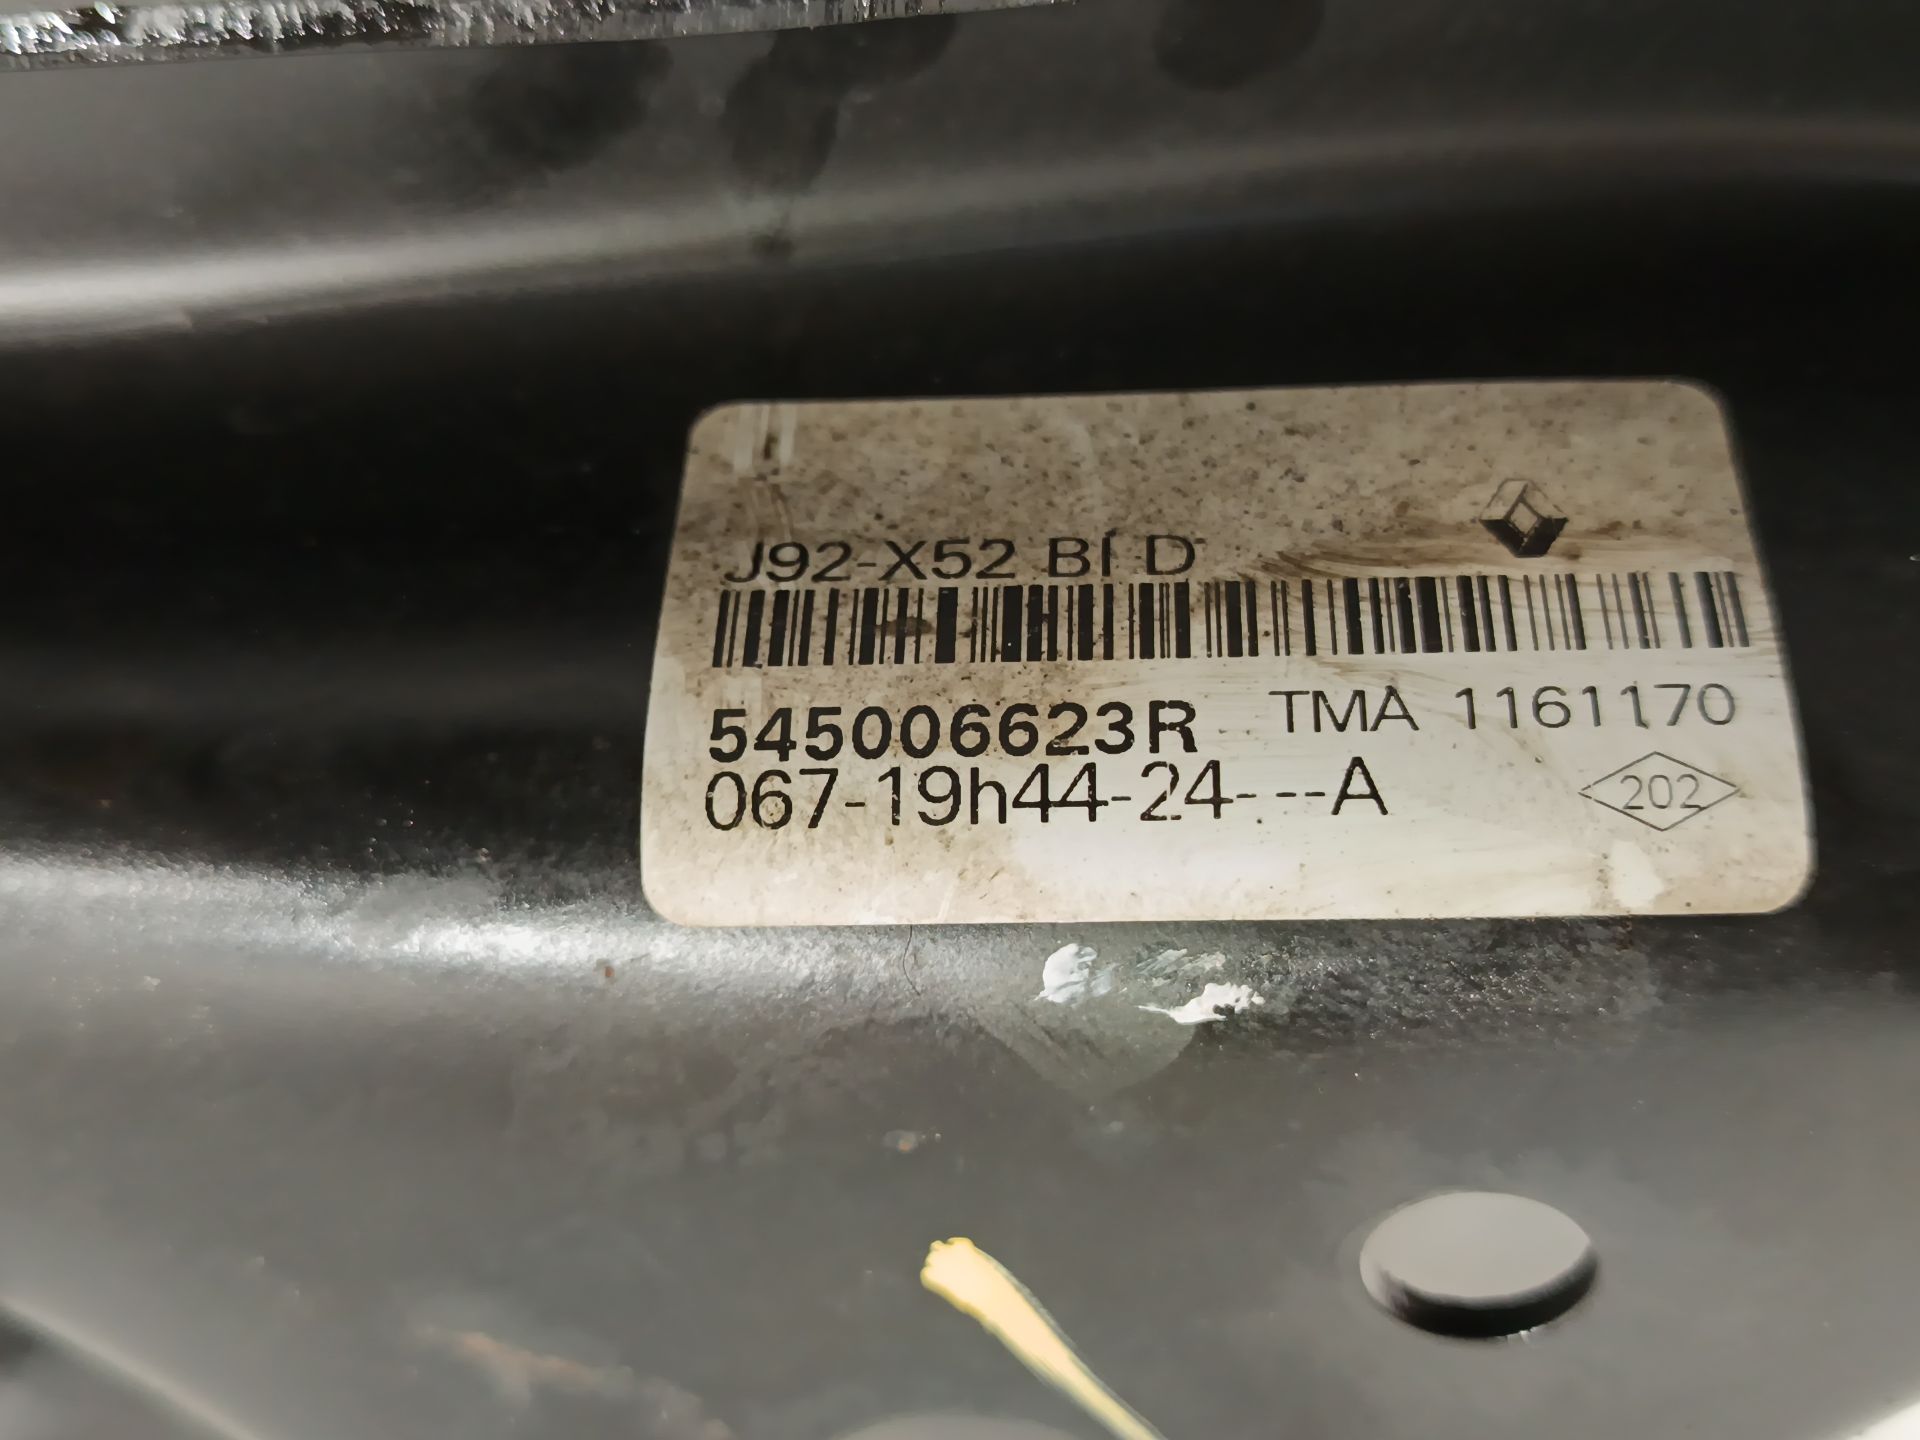 J92-X52 BI D
545006623R TMA 1161170
067-19h44-24---A
202